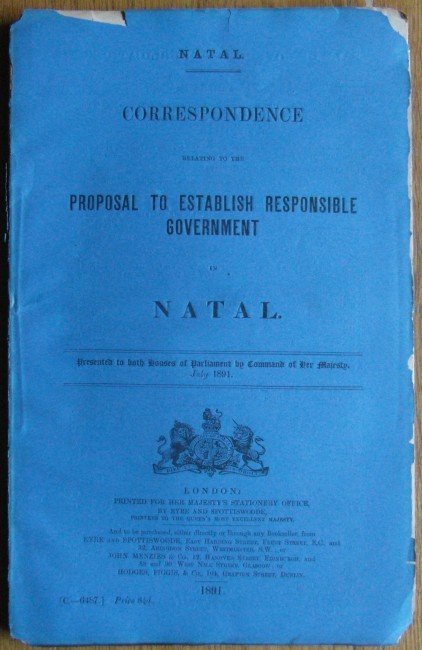 NATAL.
CORRESPONDENCE
RELATING TO THE
PROPOSAL TO ESTABLISH RESPONSIBLE
GOVERNMENT
IN
NATAL.
Presented to both Houses of Parliament by Command of Her Majesty.
July 1891.
LONDON:
PRINTED FOR HER MAJESTY'S STATIONERY OFFICE,
BY EYRE AND SPOTTISWOODE,
PRINTERS TO THE QUEEN'S MOST EXCELLENT MAJESTY.
And to be purchased, either directly or through any Bookseller, from
EYRE AND SPOTTISWOODE, EAST HARDING STREET, FLEET STREET, E.C., and
32, ABINGDON STREET, WESTMINSTER, S.W.; or
JOHN MENZIES & Co., 12, HANOVER STREET, EDINBURGH, and
WEST NILE STREET, GLASGOW; or
HODGES, FIGGIS, & Co., 104, GRAFTON STREET, DUBLIN.
1891.
[C.—6487.] Price